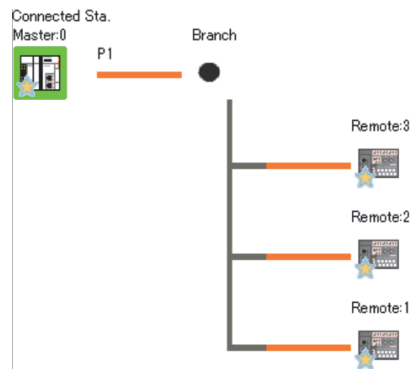 Connected Sta.
Master:0
P1
Branch
Remote:3
Remote:2
Remote:1